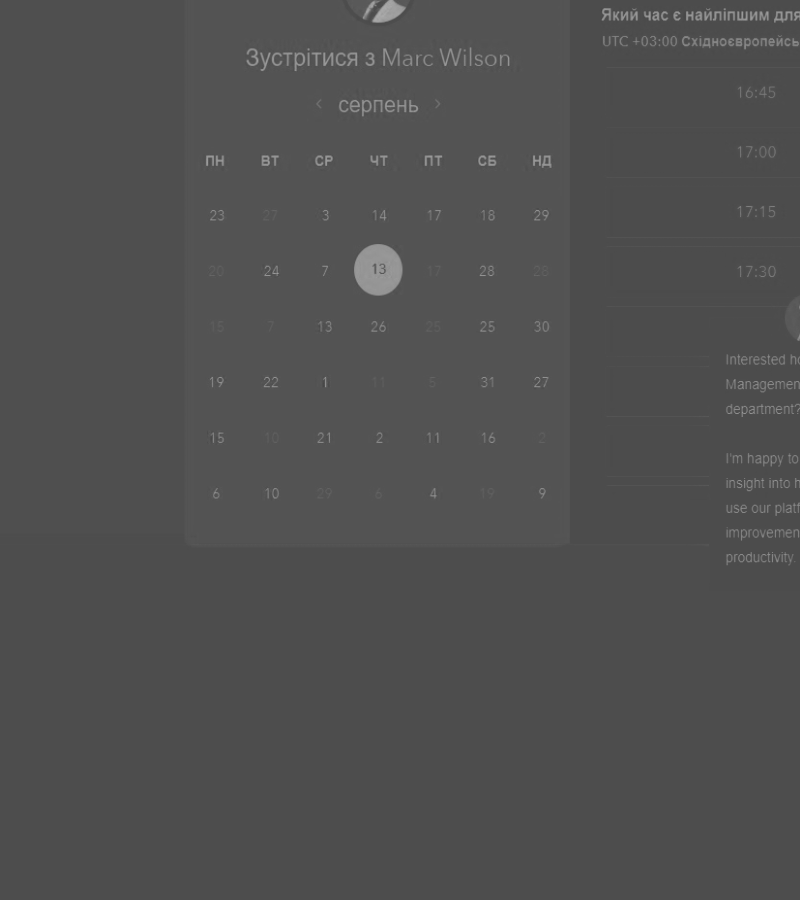 Зустрітися з Marc Wilson
‹ серпень ›
ПН ВТ СР ЧТ ПТ СБ НД
23 27 3 14 17 18 29
20 24 7 13 17 28 28
15 7 13 26 25 25 30
19 22 1 11 5 31 27
15 10 21 2 11 16 2
6 10 29 6 4 19 9
Який час є найліпшим для
UTC +03:00 Східноєвропейсь
16:45
17:00
17:15
17:30
Interested ho
Managemen
department?
I'm happy to
insight into h
use our platf
improvemen
productivity.